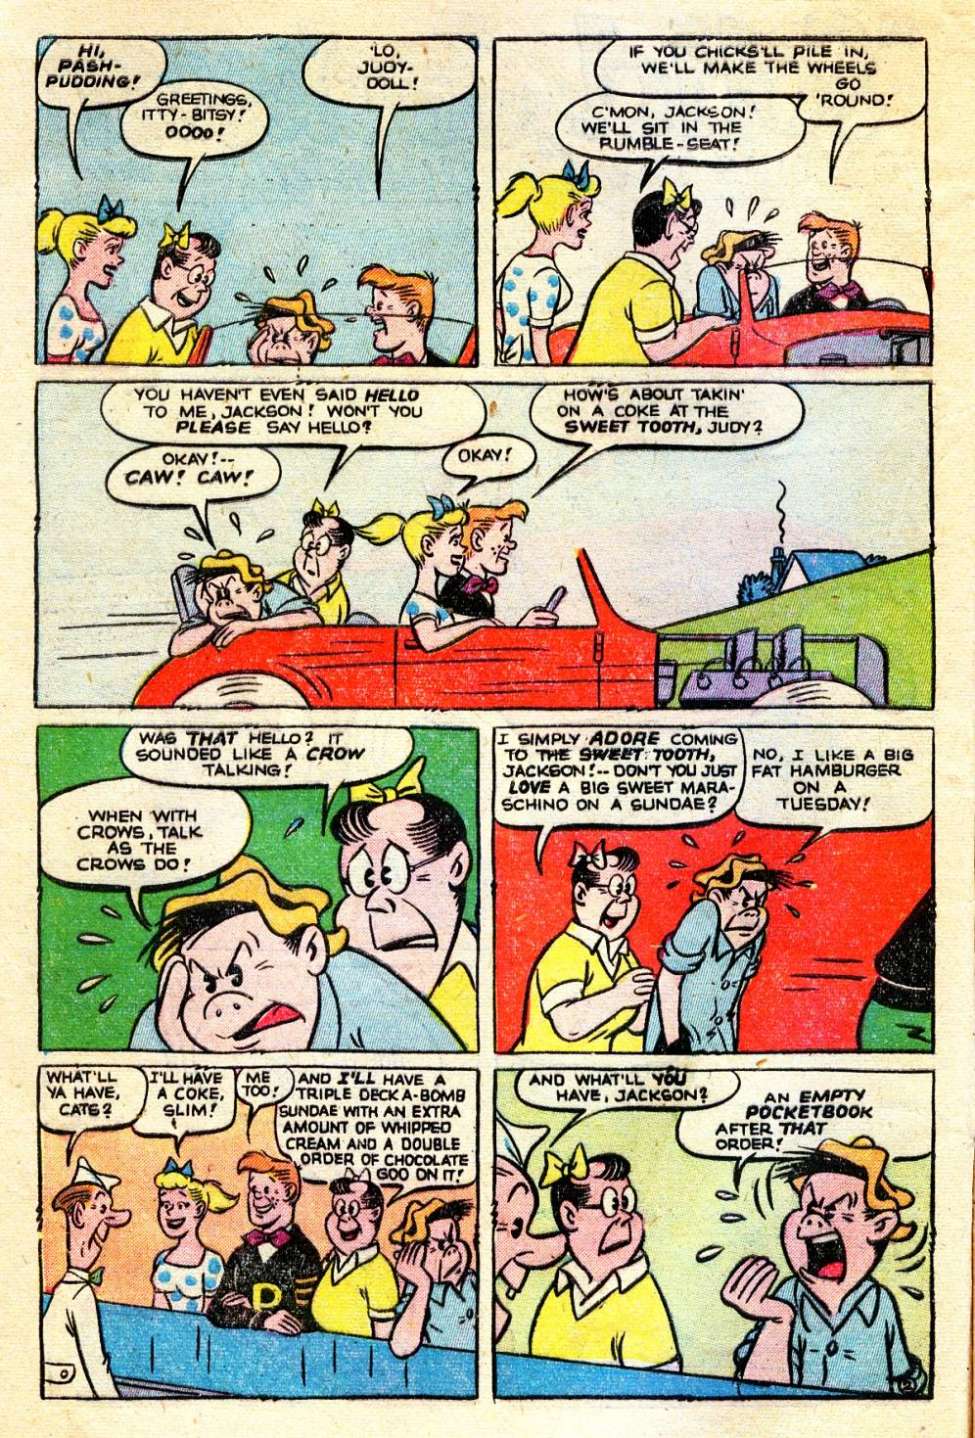 HI,
PASH-
PUDDING!
GREETINGS,
ITTY-BITSY!
OOOO!
'LO,
JUDY-
DOLL!
IF YOU CHICKS'LL PILE IN,
WE'LL MAKE THE WHEELS
GO
'ROUND!
C'MON, JACKSON!
WE'LL SIT IN THE
RUMBLE-SEAT!
YOU HAVEN'T EVEN SAID HELLO
TO ME, JACKSON! WON'T YOU
PLEASE SAY HELLO?
OKAY!--
CAW! CAW!
HOW'S ABOUT TAKIN'
ON A COKE AT THE
SWEET TOOTH, JUDY?
OKAY!
WAS THAT HELLO? IT
SOUNDED LIKE A CROW
TALKING!
WHEN WITH
CROWS, TALK
AS THE
CROWS DO!
I SIMPLY ADORE COMING
TO THE SWEET TOOTH,
JACKSON!--DON'T YOU JUST
LOVE A BIG SWEET MARA-
SCHINO ON A SUNDAE?
NO, I LIKE A BIG
FAT HAMBURGER
ON A
TUESDAY!
WHAT'LL
YA HAVE,
CATS?
I'LL HAVE
A COKE,
SLIM!
ME
TOO!
AND I'LL HAVE A
TRIPLE DECK A-BOMB
SUNDAE WITH AN EXTRA
AMOUNT OF WHIPPED
CREAM AND A DOUBLE
ORDER OF CHOCOLATE
GOO ON IT!
D
AND WHAT'LL YOU
HAVE, JACKSON?
AN EMPTY
POCKETBOOK
AFTER THAT
ORDER!
2